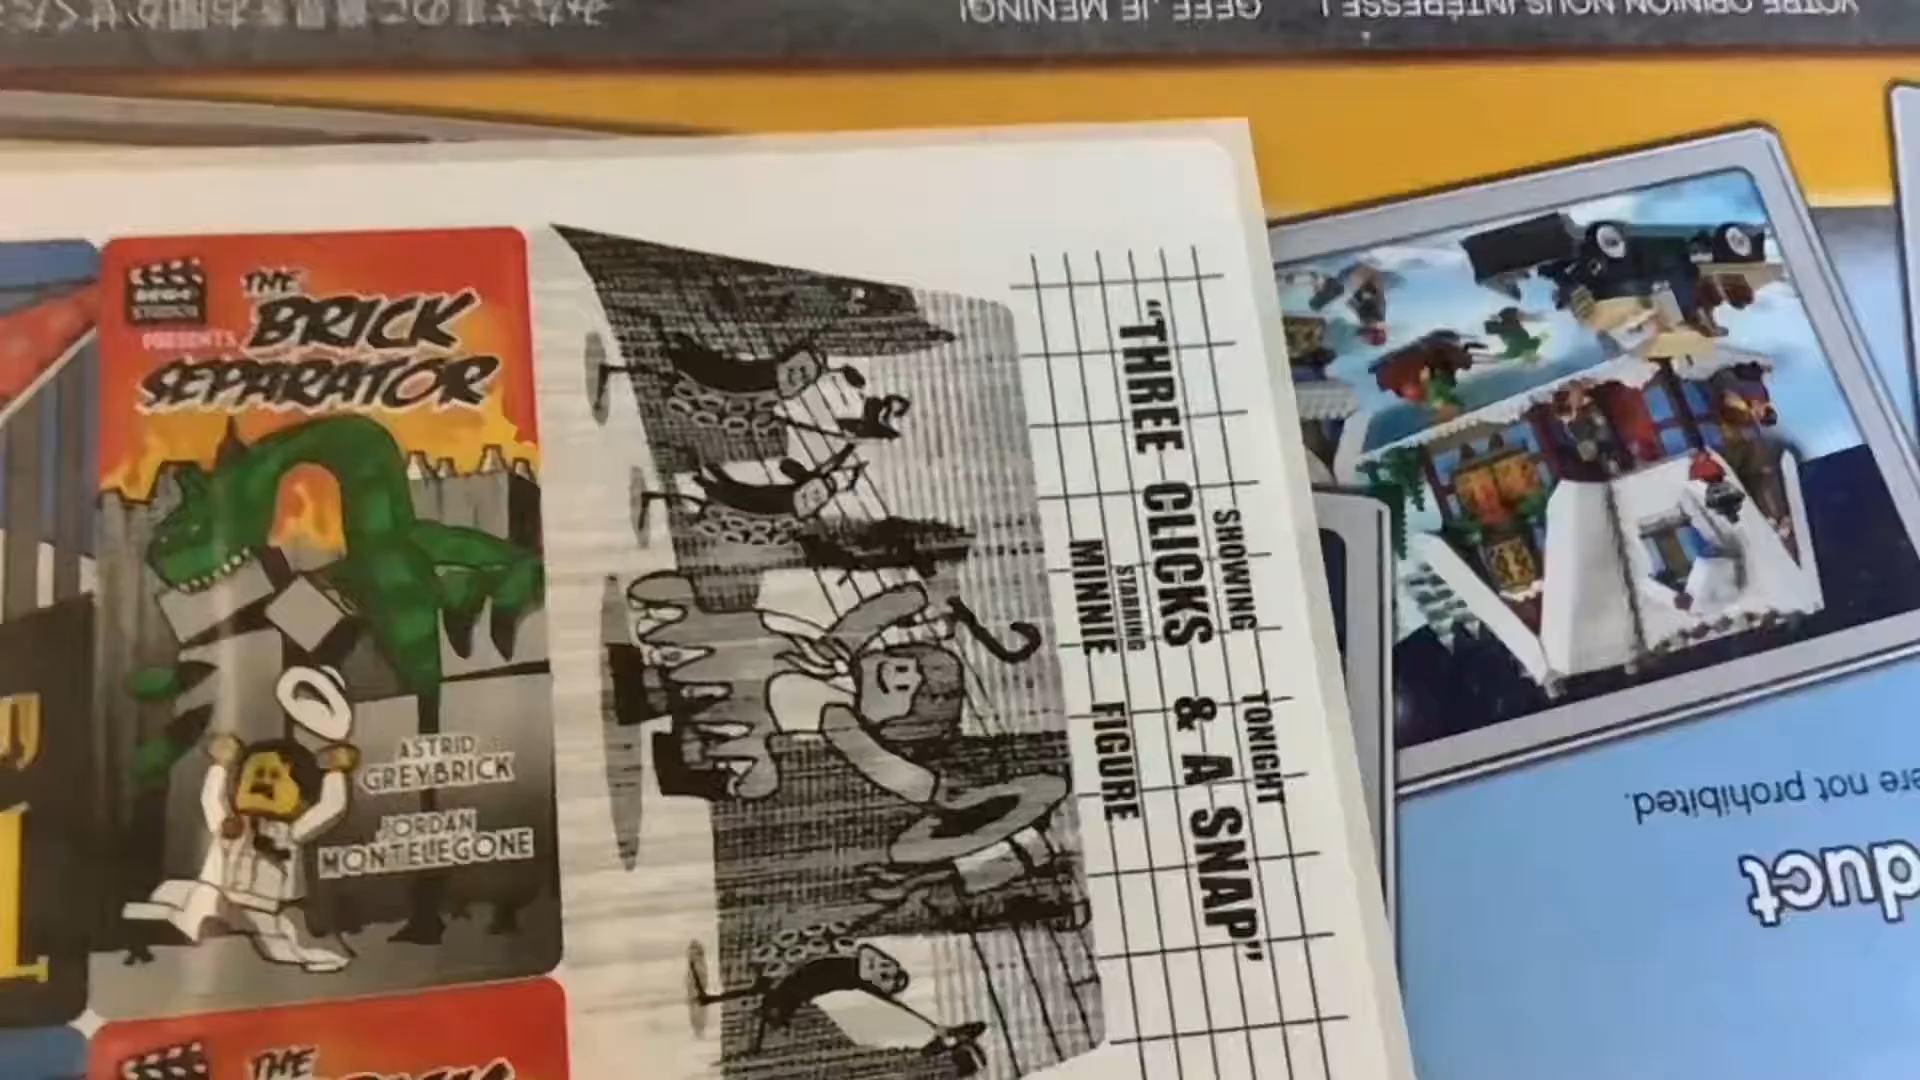 VOTRE OPINION NOUS INTÉRESSE !
GEEF JE MENING!
THE
BRICK
SEPARATOR
PRESENTS
ASTRID
GREYBRICK
JORDAN
MONTELEGONE
SHOWING TONIGHT
"THREE CLICKS & A SNAP"
STARRING
MINNIE FIGURE
ere not prohibited.
duct
THE